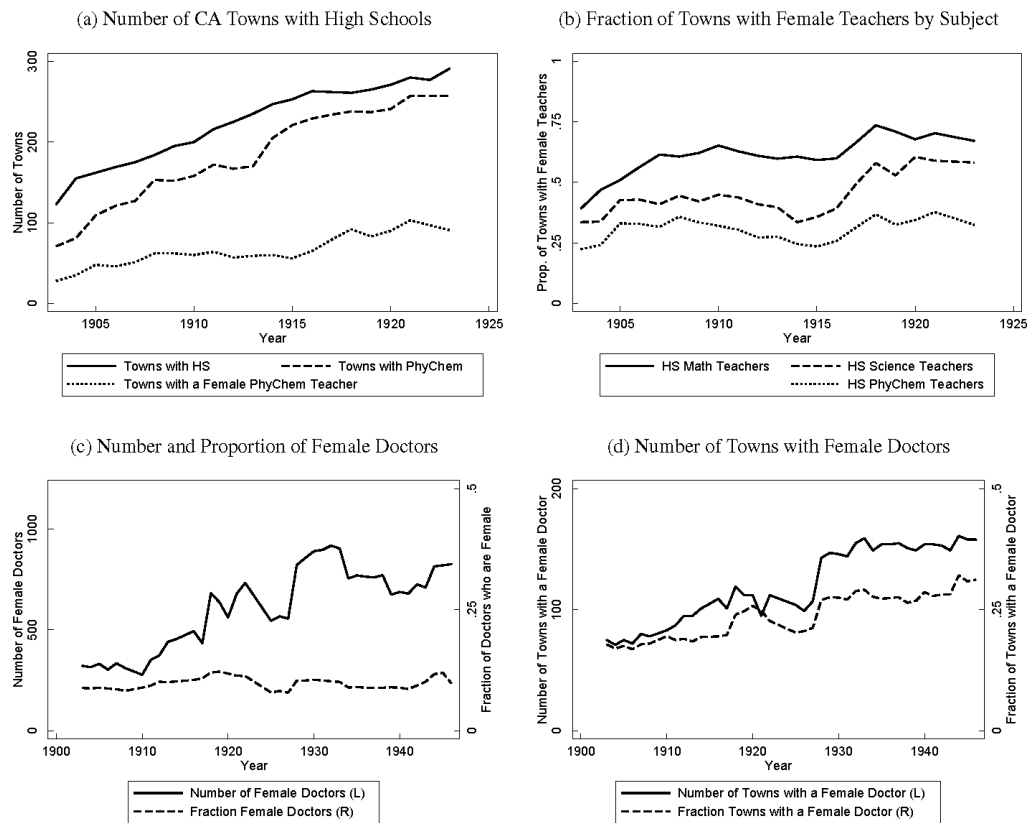 (a) Number of CA Towns with High Schools
Number of Towns
300
200
100
0
1905
1910
1915
1920
1925
Year
Towns with HS
Towns with PhyChem
Towns with a Female PhyChem Teacher
(b) Fraction of Towns with Female Teachers by Subject
Prop. of Towns with Female Teachers
1
.75
.5
.25
0
1905
1910
1915
1920
1925
Year
HS Math Teachers
HS Science Teachers
HS PhyChem Teachers
(c) Number and Proportion of Female Doctors
Number of Female Doctors
1000
500
0
Fraction of Doctors who are Female
.5
.25
0
1900
1910
1920
1930
1940
Year
Number of Female Doctors (L)
Fraction Female Doctors (R)
(d) Number of Towns with Female Doctors
Number of Towns with a Female Doctor
200
100
0
Fraction of Towns with a Female Doctor
.5
.25
0
1900
1910
1920
1930
1940
Year
Number of Towns with a Female Doctor (L)
Fraction Towns with a Female Doctor (R)